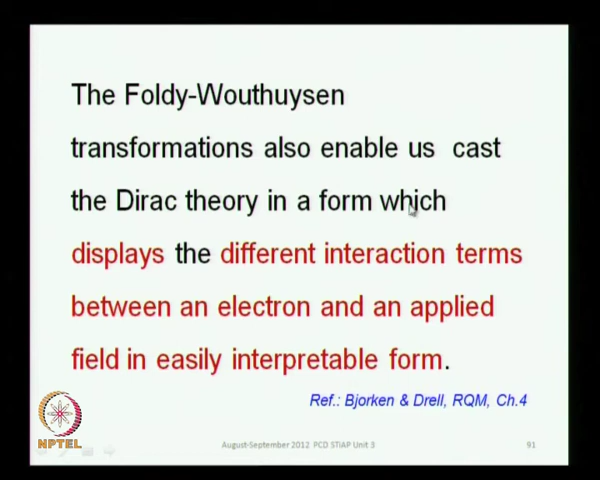 The Foldy-Wouthuysen
transformations also enable us cast
the Dirac theory in a form which
displays the different interaction terms
between an electron and an applied
field in easily interpretable form.
Ref.: Bjorken & Drell, RQM, Ch.4
NPTEL
August-September 2012 PCD STiAP Unit 3
91